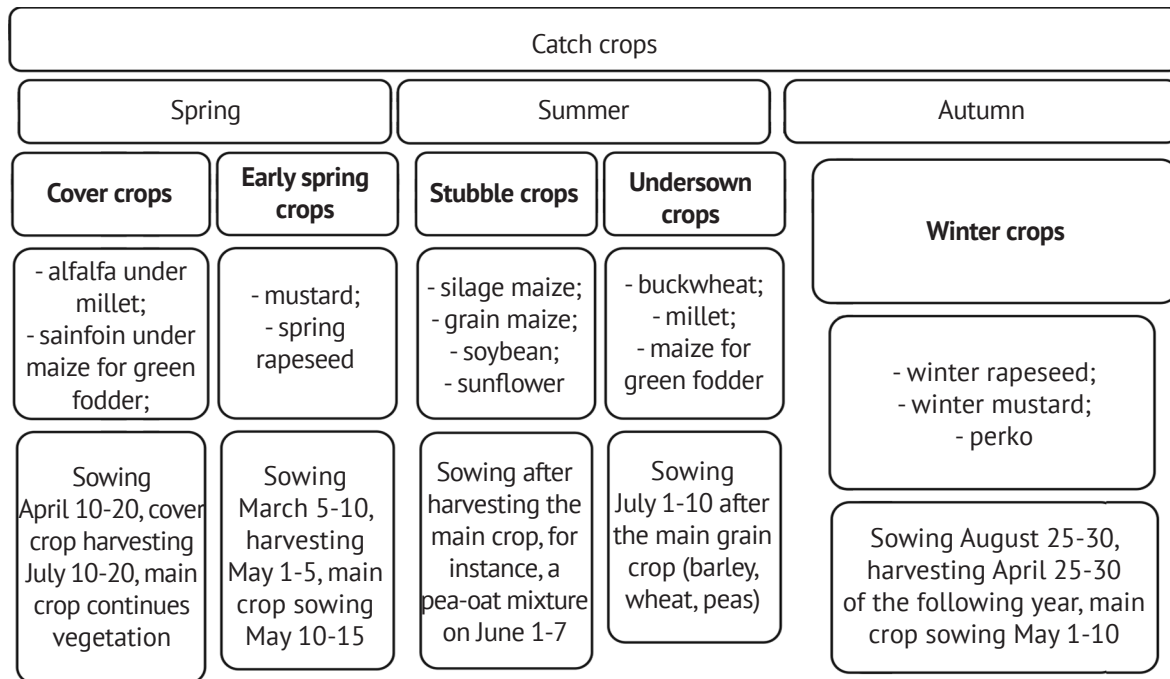 Catch crops
Spring
Summer
Autumn
Cover crops
Early spring
crops
Stubble crops
Undersown
crops
Winter crops
- alfalfa under
millet;
- sainfoin under
maize for green
fodder;
- mustard;
- spring
rapeseed
- silage maize;
- grain maize;
- soybean;
- sunflower
- buckwheat;
- millet;
- maize for
green fodder
- winter rapeseed;
- winter mustard;
- perko
Sowing
April 10-20, cover
crop harvesting
July 10-20, main
crop continues
vegetation
Sowing
March 5-10,
harvesting
May 1-5, main
crop sowing
May 10-15
Sowing after
harvesting the
main crop, for
instance, a
pea-oat mixture
on June 1-7
Sowing
July 1-10 after
the main grain
crop (barley,
wheat, peas)
Sowing August 25-30,
harvesting April 25-30
of the following year, main
crop sowing May 1-10